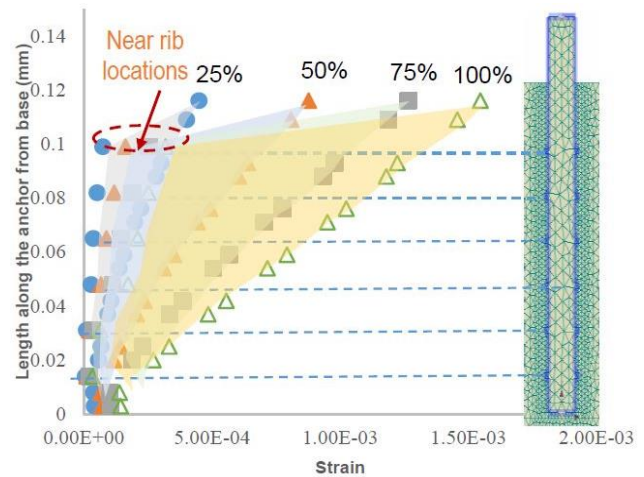 0.14
0.12
0.1
0.08
0.06
0.04
0.02
0
Length along the anchor from base (mm)
Near rib
locations
25%
50%
75%
100%
0.00E+00
5.00E-04
1.00E-03
1.50E-03
2.00E-03
Strain